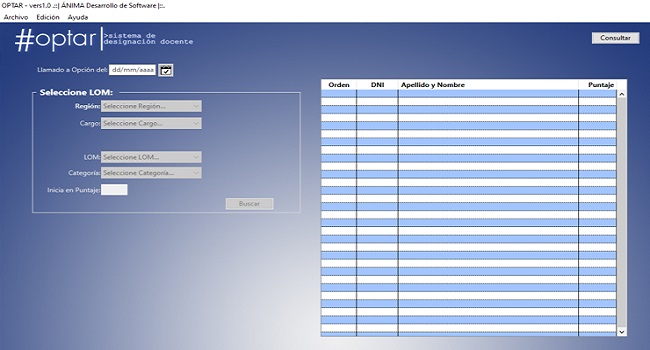 OPTAR - vers1.0 .::| ÁNIMA Desarrollo de Software |::.
Archivo Edición Ayuda
#optar|>sistema de
designación docente
Consultar
Llamado a Opción del: dd/mm/aaaa
Seleccione LOM:
Región: Seleccione Región...
Cargo: Seleccione Cargo...
LOM: Seleccione LOM...
Categoría: Seleccione Categoría...
Inicia en Puntaje:
Buscar
Orden DNI Apellido y Nombre Puntaje